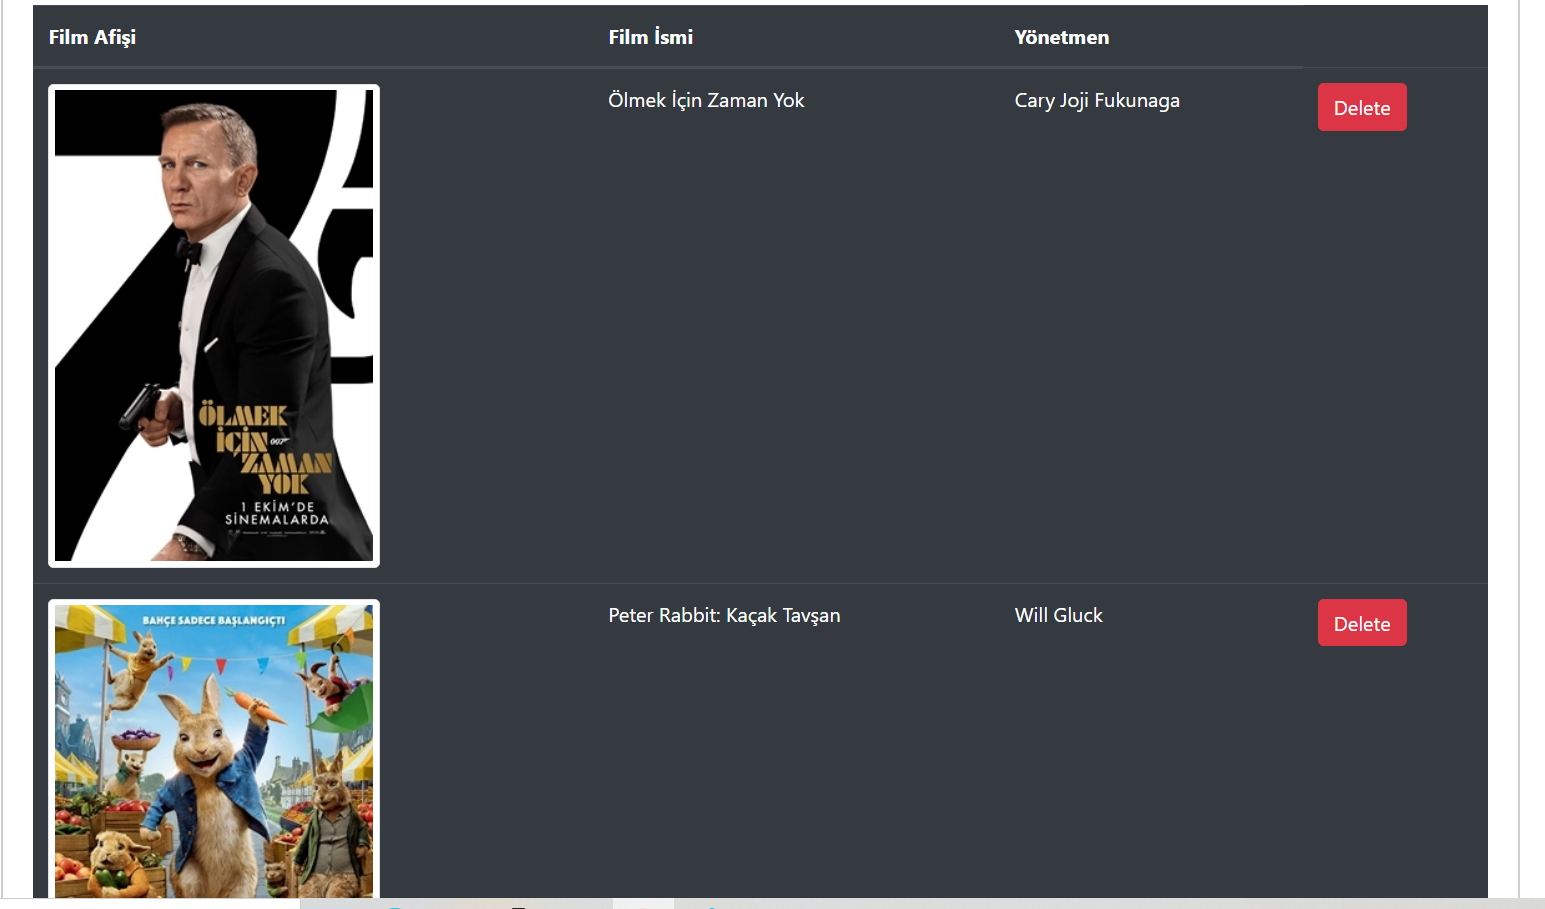 Film Afişi Film İsmi Yönetmen
Ölmek İçin Zaman Yok Cary Joji Fukunaga Delete
ÖLMEK
İÇİN 007
ZAMAN
YOK
1 EKİM'DE
SİNEMALARDA
Peter Rabbit: Kaçak Tavşan Will Gluck Delete
BAHÇE SADECE BAŞLANGIÇTI